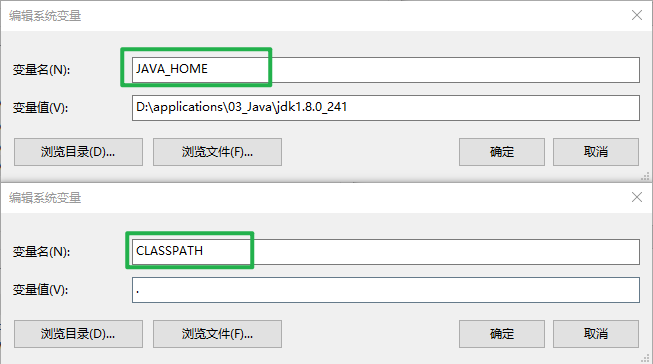 编辑系统变量
变量名(N): JAVA_HOME
变量值(V): D:\applications\03_Java\jdk1.8.0_241
浏览目录(D)... 浏览文件(F)... 确定 取消
编辑系统变量
变量名(N): CLASSPATH
变量值(V): .
浏览目录(D)... 浏览文件(F)... 确定 取消